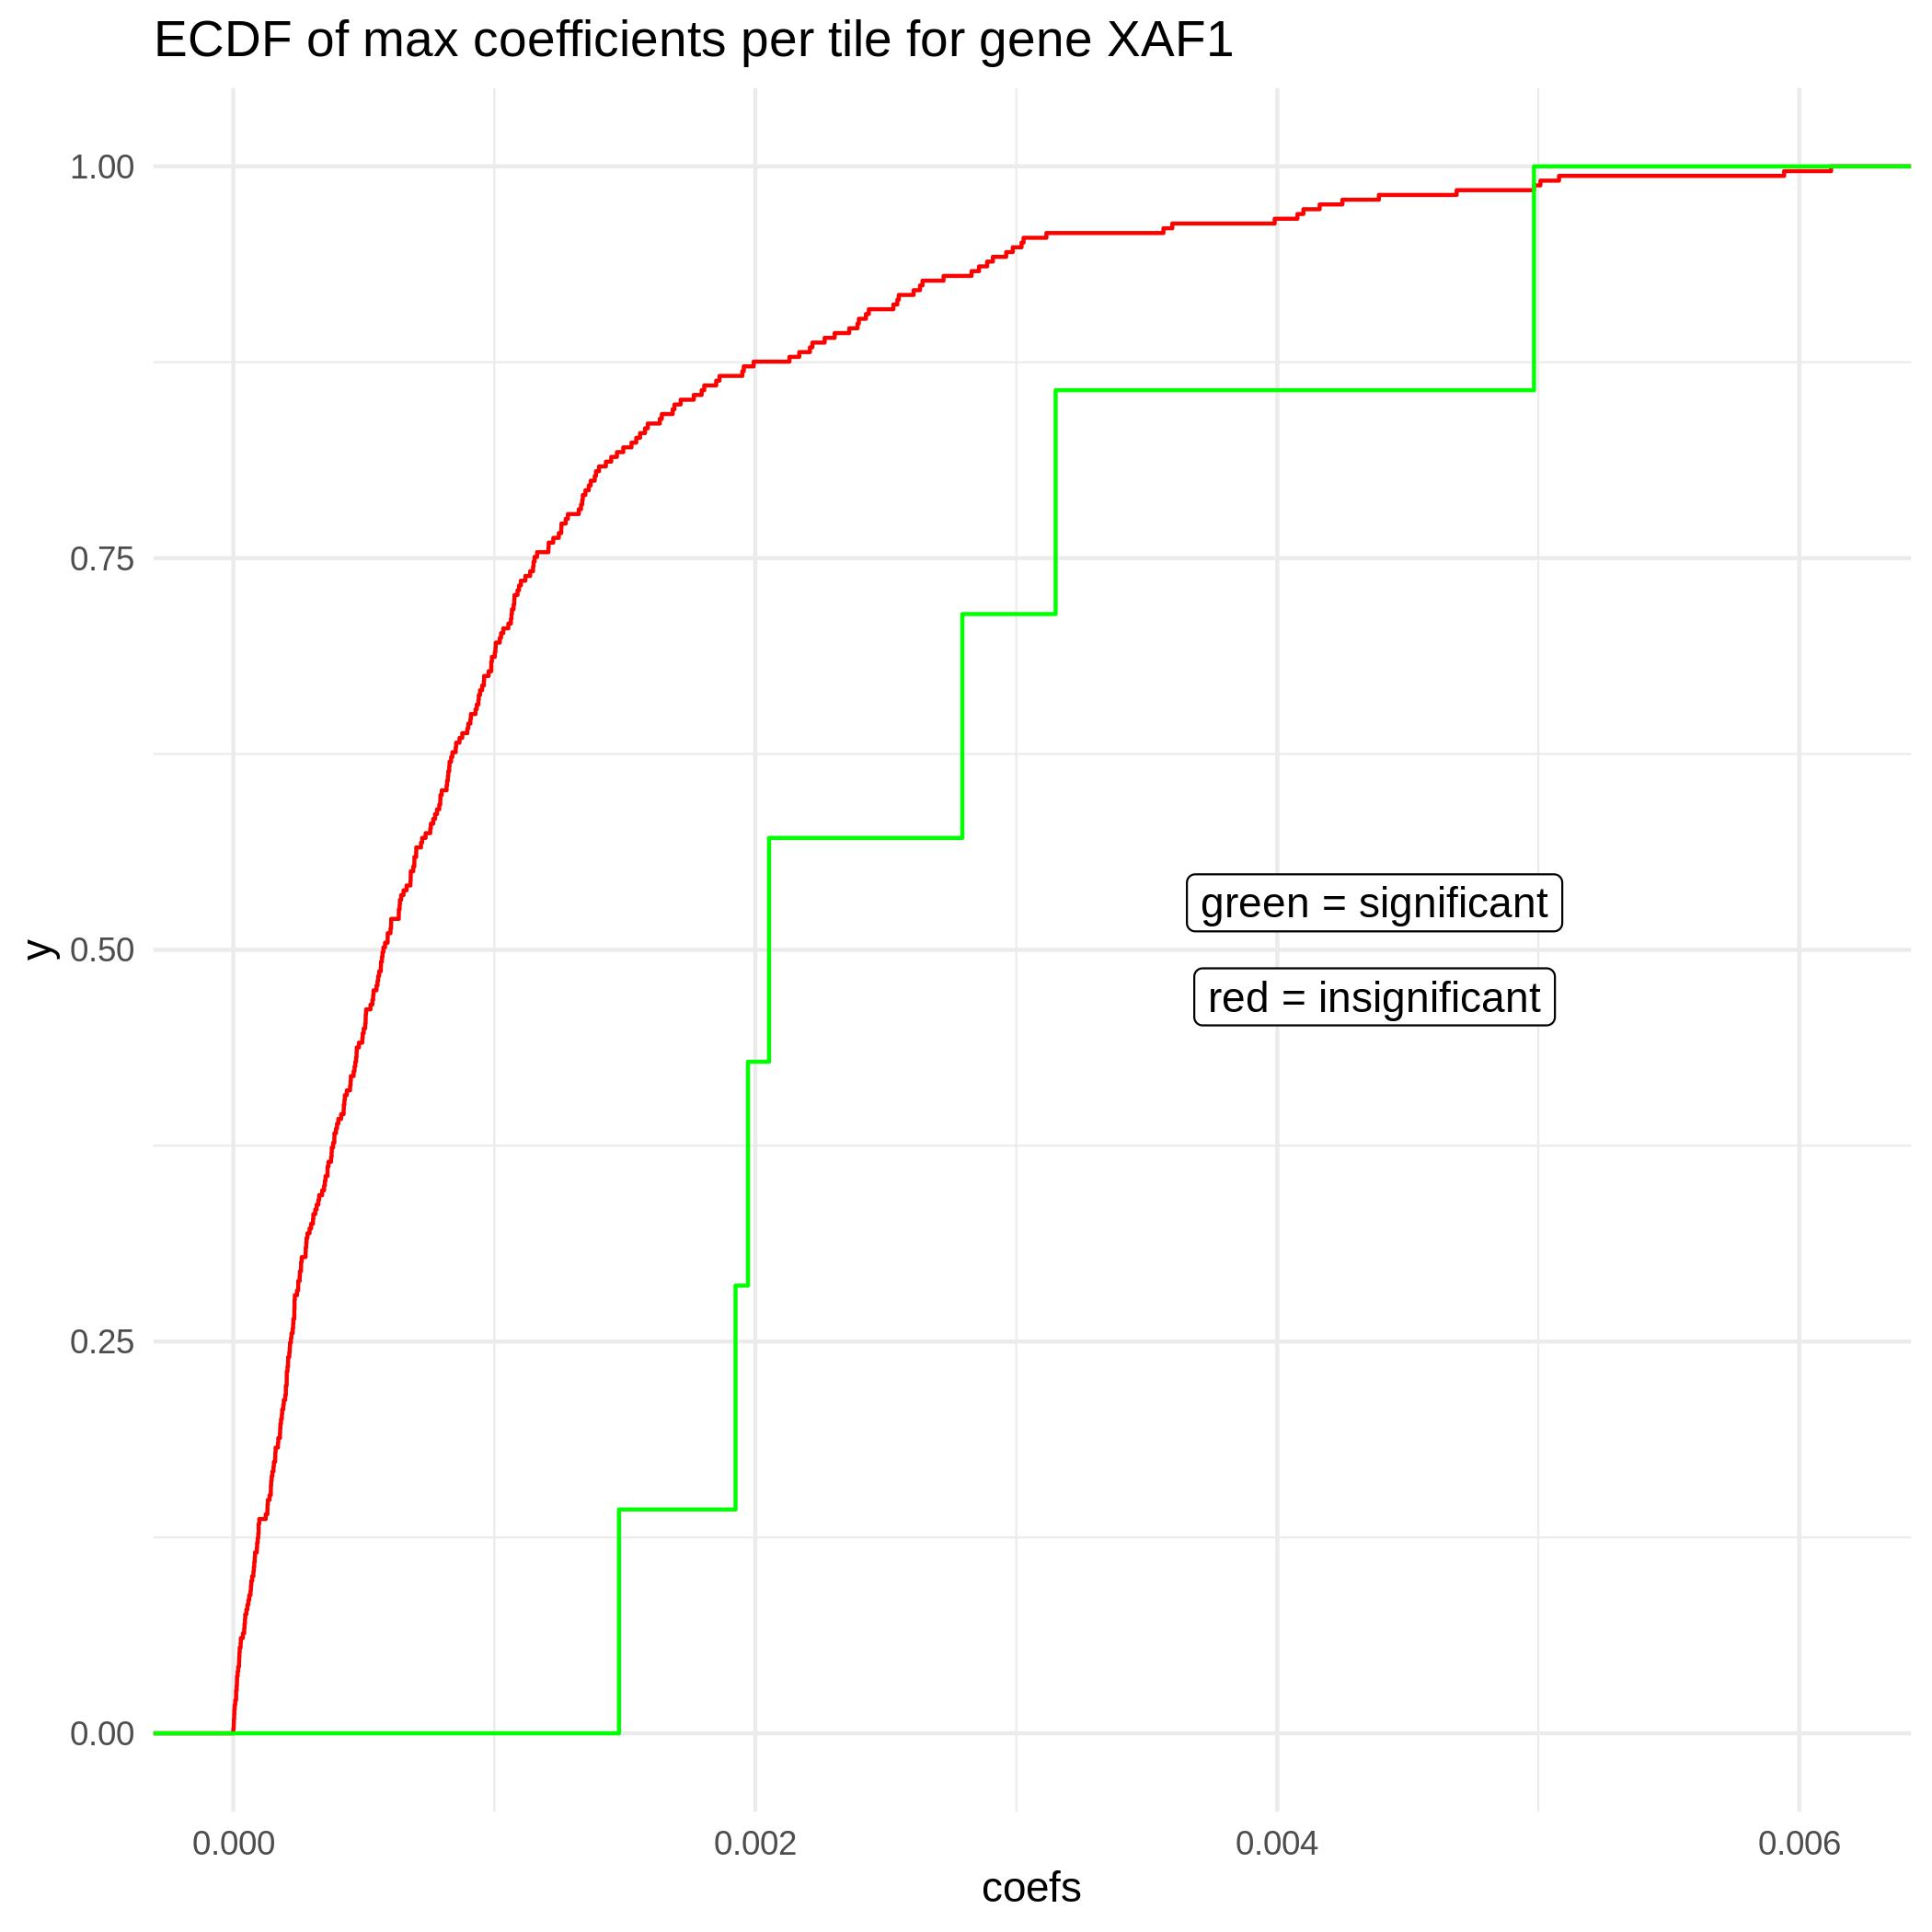 ECDF of max coefficients per tile for gene XAF1
1.00
0.75
0.50
0.25
0.00
y
green = significant
red = insignificant
0.000 0.002 0.004 0.006
coefs